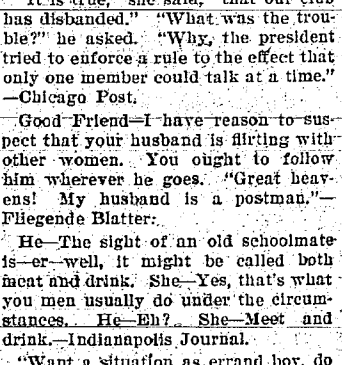 It is true," she said, "that our club
has disbanded." "What was the trou-
ble?" he asked. "Why, the president
tried to enforce a rule to the effect that
only one member could talk at a time."
—Chicago Post.
Good Friend—I have reason to sus-
pect that your husband is flirting with
other women. You ought to follow
him wherever he goes. "Great heav-
ens! My husband is a postman."—
Fliegende Blatter.
He—The sight of an old schoolmate
is—er—well, it might be called both
meat and drink. She—Yes, that's what
you men usually do under the circum-
stances. He—Eh? She—Meet and
drink.—Indianapolis Journal.
"Want a situation as errand boy, do